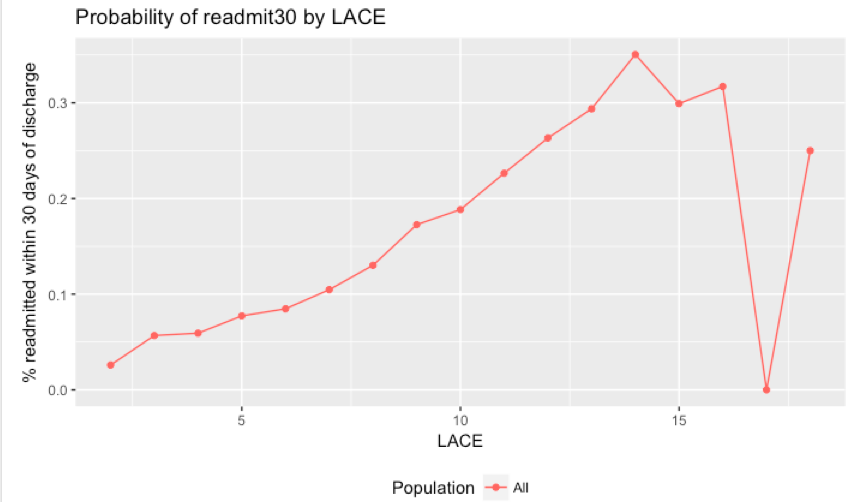 Probability of readmit30 by LACE
% readmitted within 30 days of discharge
0.3
0.2
0.1
0.0
5 10 15
LACE
Population All